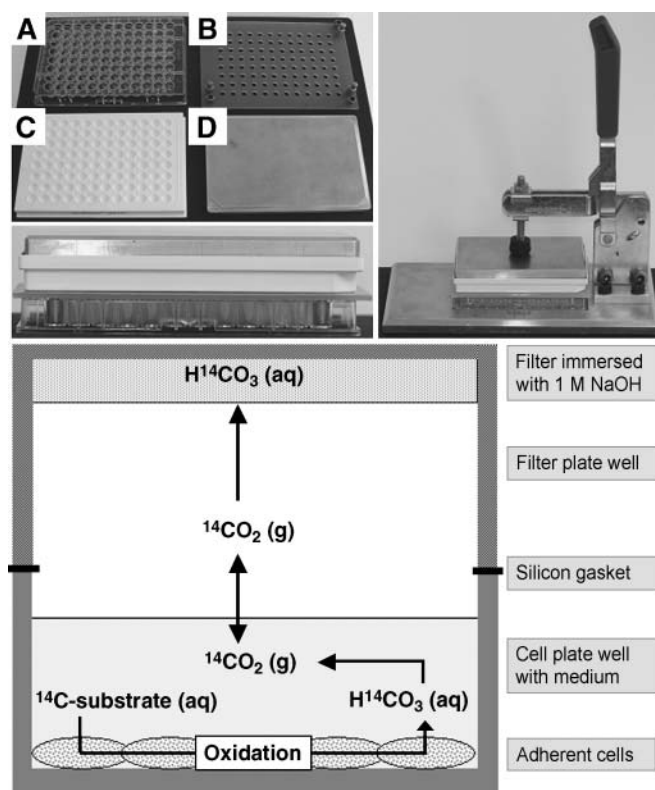 A
B
C
D
H¹⁴CO₃ (aq)
Filter immersed
with 1 M NaOH
Filter plate well
¹⁴CO₂ (g)
Silicon gasket
¹⁴CO₂ (g)
Cell plate well
with medium
¹⁴C-substrate (aq)
H¹⁴CO₃ (aq)
Oxidation
Adherent cells